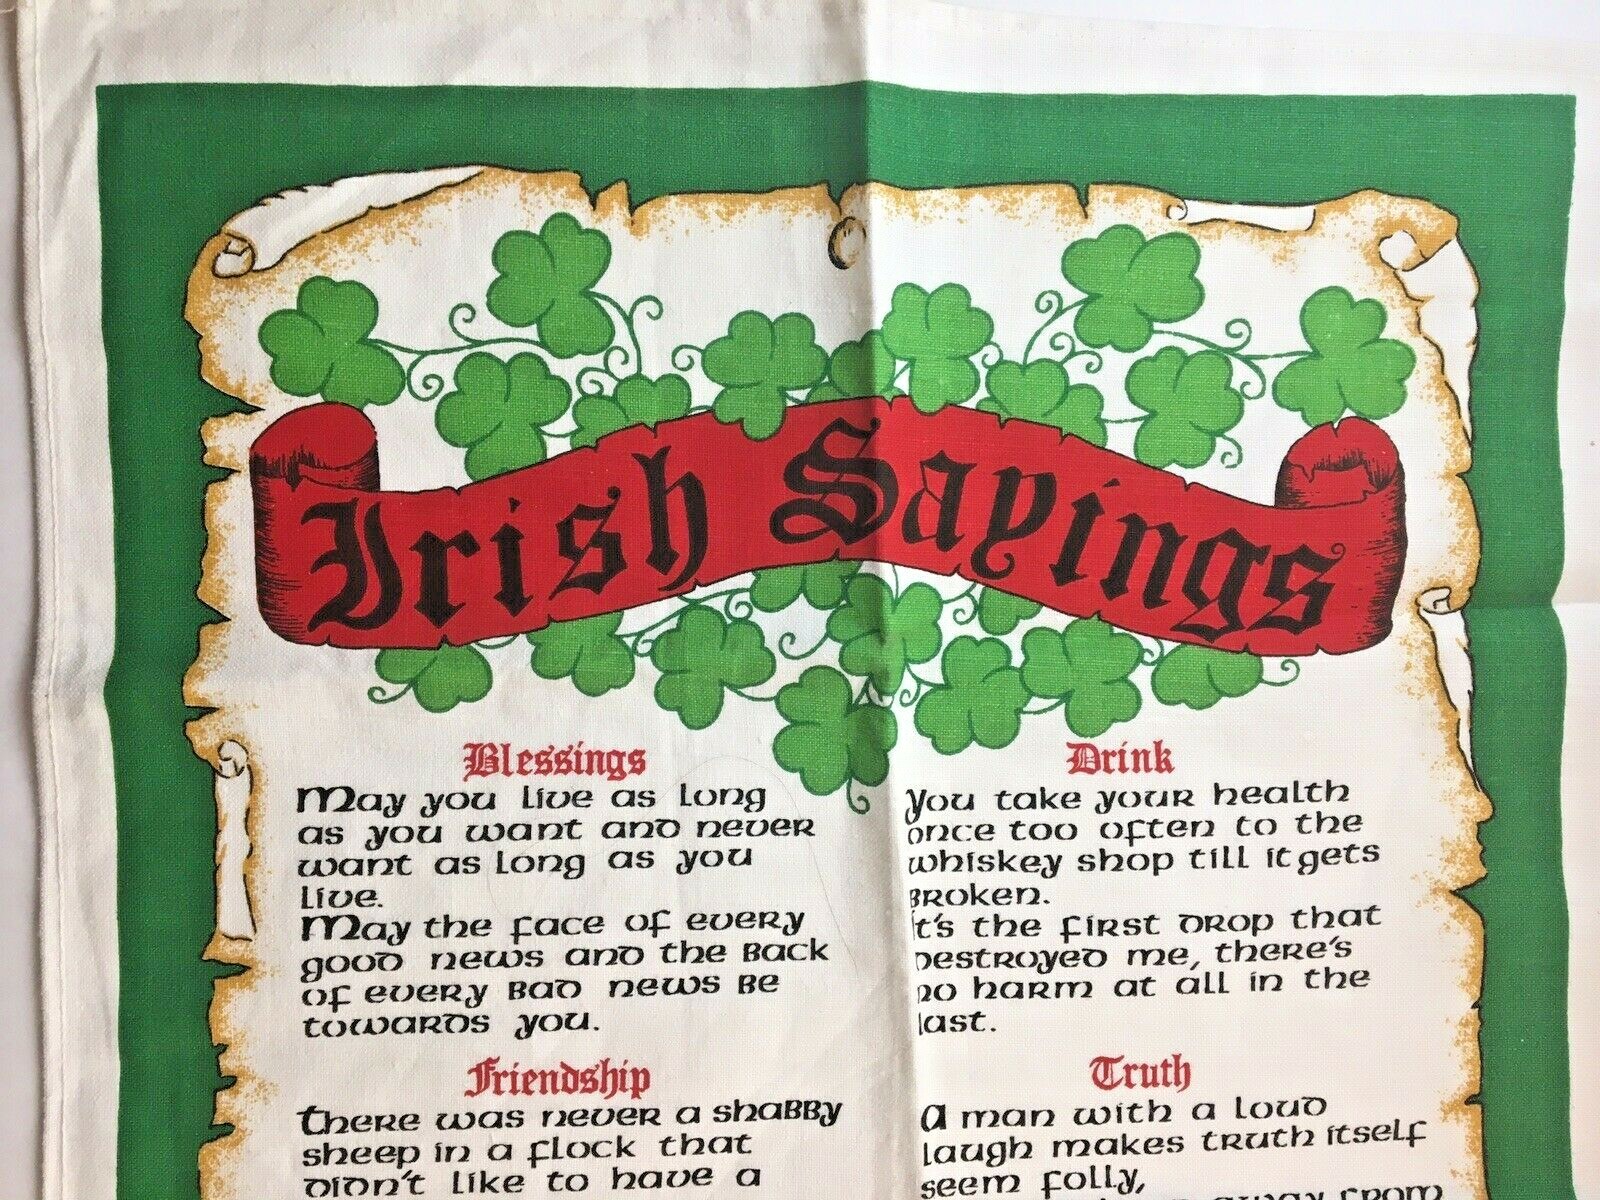 Irish Sayings
Blessings
May you live as long
as you want and never
want as long as you
live.
May the face of every
good news and the back
of every bad news be
towards you.
Friendship
There was never a shabby
sheep in a flock that
didn't like to have a
Drink
You take your health
once too often to the
whiskey shop till it gets
broken.
It's the first drop that
destroyed me, there's
no harm at all in the
last.
Truth
A man with a loud
laugh makes truth itself
seem folly,
away from